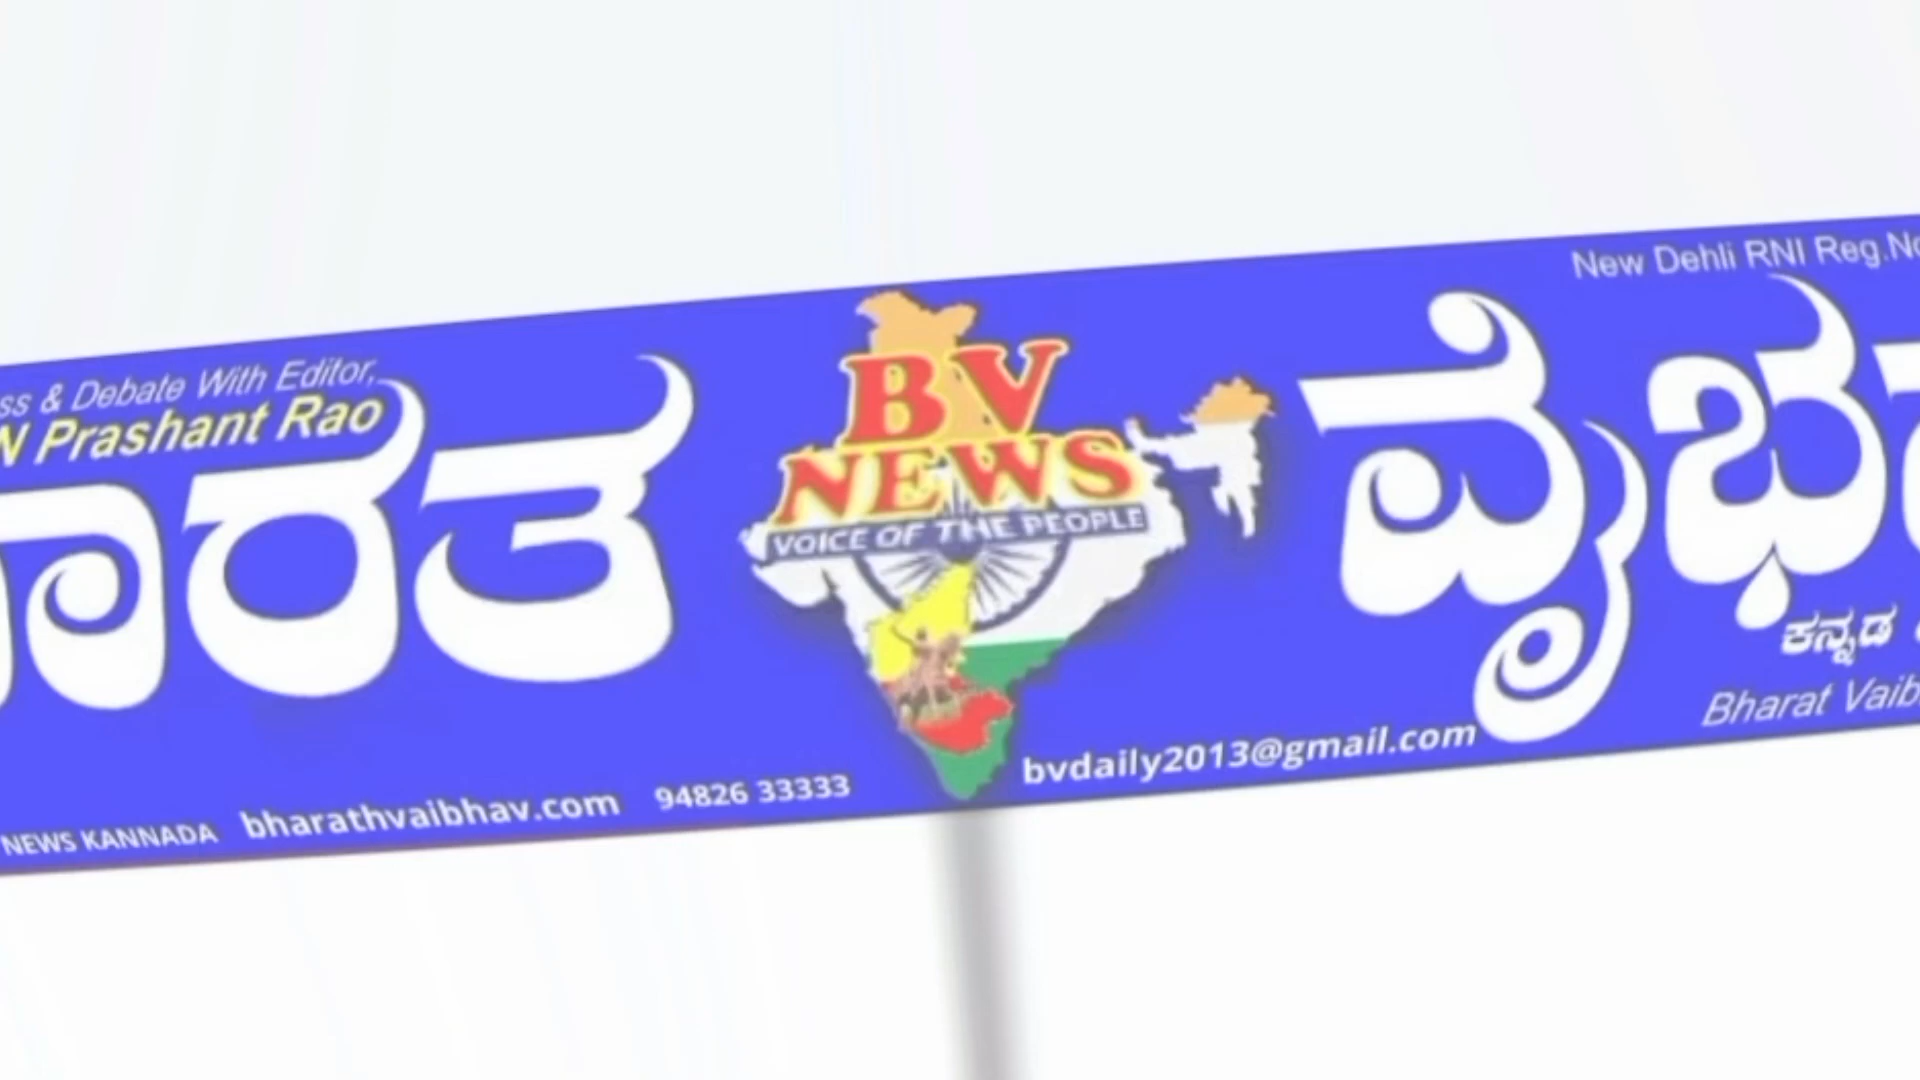 ss & Debate With Editor,
N Prashant Rao
ಾರತ
BV
NEWS
VOICE OF THE PEOPLE
New Dehli RNI Reg.No
ವೈಭ
ಕನ್ನಡ
Bharat Vaib
NEWS KANNADA bharathvaibhav.com 94826 33333 bvdaily2013@gmail.com